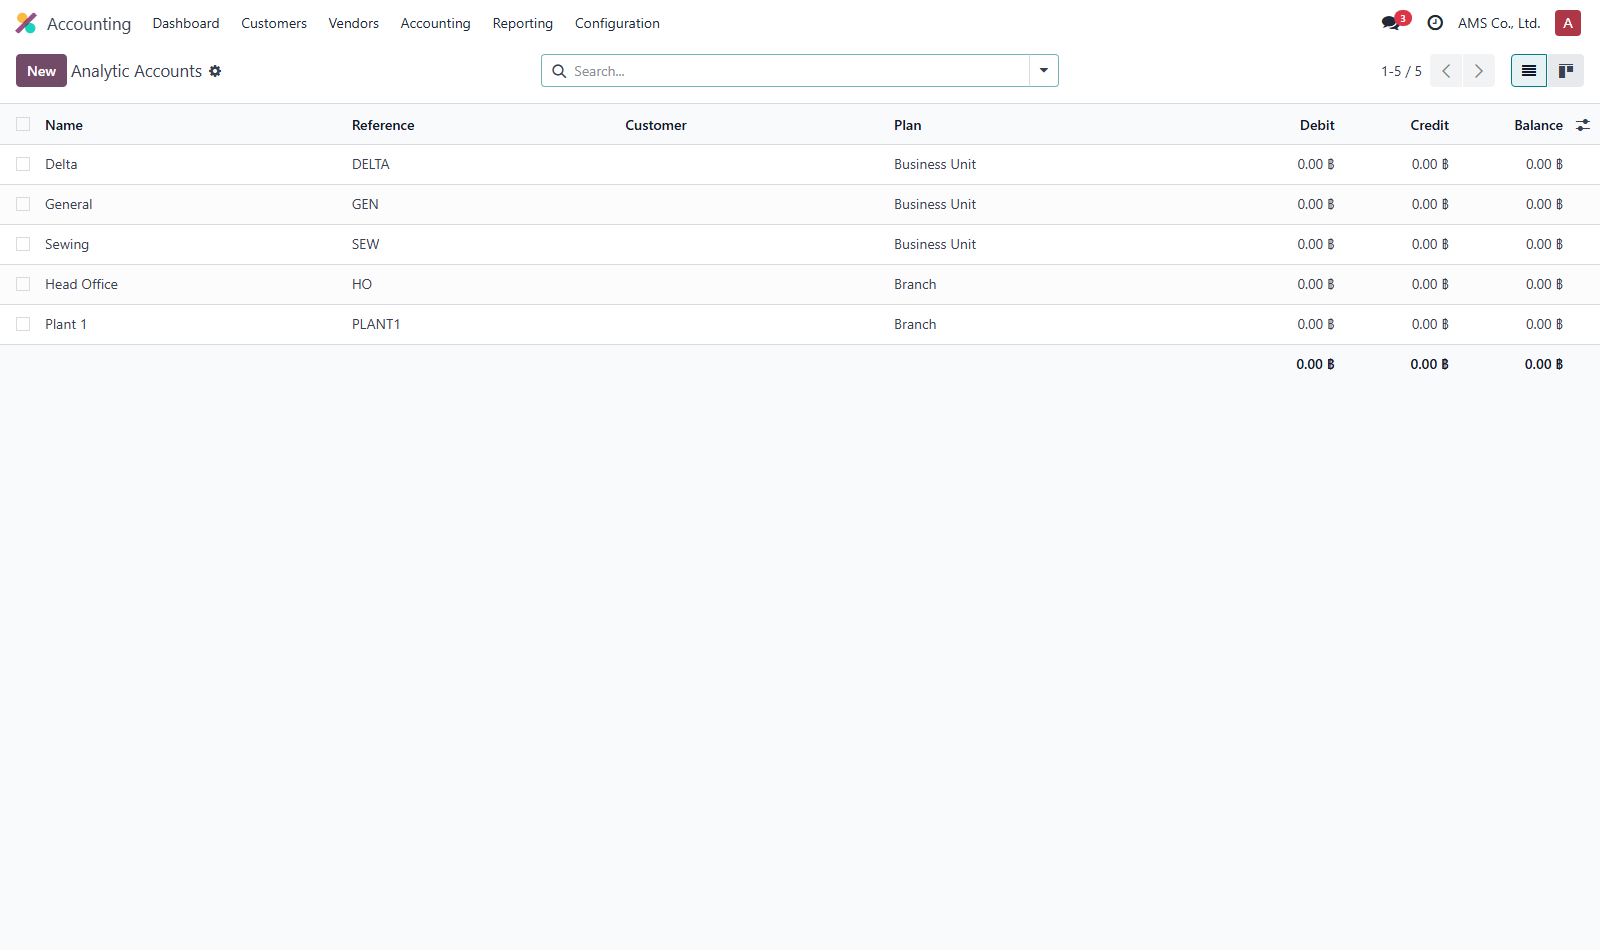 Accounting Dashboard Customers Vendors Accounting Reporting Configuration 3 AMS Co., Ltd. A
New Analytic Accounts Search... 1-5 / 5
Name Reference Customer Plan Debit Credit Balance
Delta DELTA Business Unit 0.00 ฿ 0.00 ฿ 0.00 ฿
General GEN Business Unit 0.00 ฿ 0.00 ฿ 0.00 ฿
Sewing SEW Business Unit 0.00 ฿ 0.00 ฿ 0.00 ฿
Head Office HO Branch 0.00 ฿ 0.00 ฿ 0.00 ฿
Plant 1 PLANT1 Branch 0.00 ฿ 0.00 ฿ 0.00 ฿
0.00 ฿ 0.00 ฿ 0.00 ฿